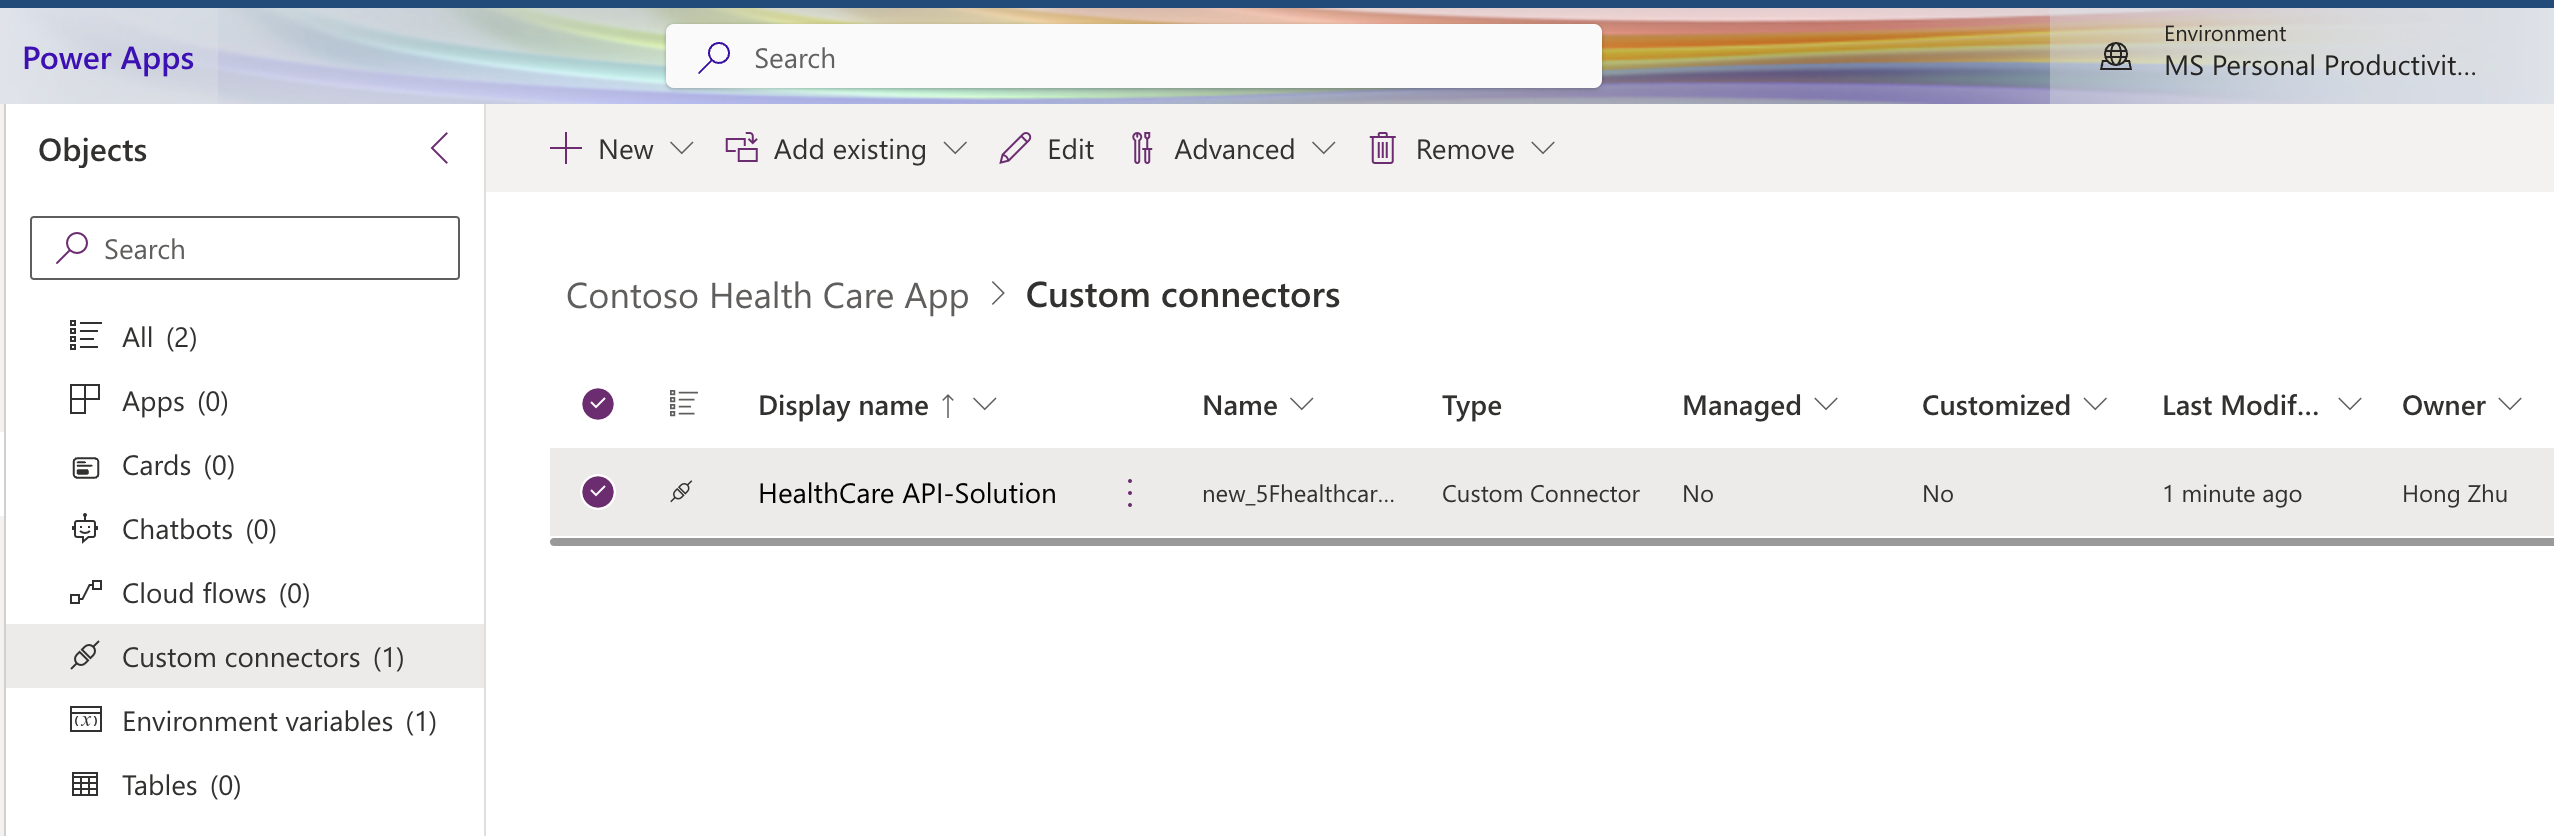 Power Apps
Search
Environment
MS Personal Productivit...
Objects
Search
All (2)
Apps (0)
Cards (0)
Chatbots (0)
Cloud flows (0)
Custom connectors (1)
Environment variables (1)
Tables (0)
New
Add existing
Edit
Advanced
Remove
Contoso Health Care App > Custom connectors
Display name ↑ Name Type Managed Customized Last Modif... Owner
HealthCare API-Solution new_5Fhealthcar... Custom Connector No No 1 minute ago Hong Zhu